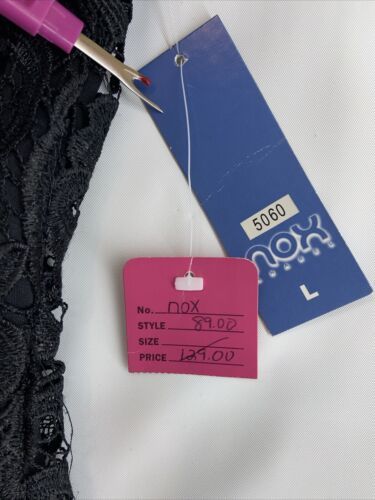 5060
nox
L
No. nox
STYLE 89.00
SIZE
PRICE 129.00